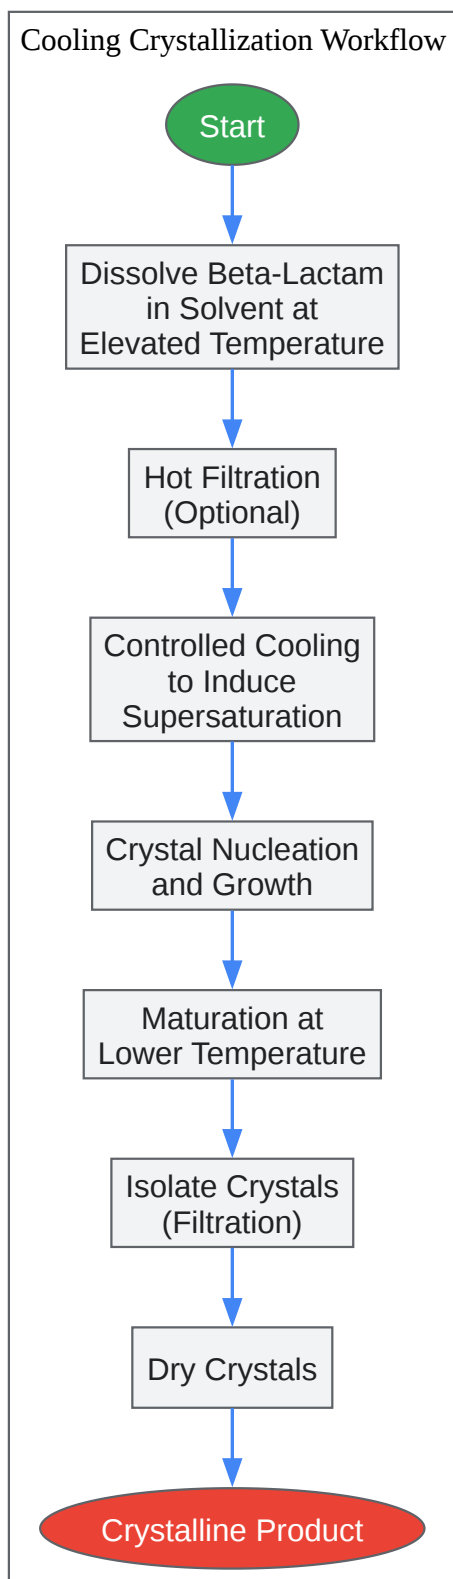 Cooling Crystallization Workflow
Start
Dissolve Beta-Lactam
in Solvent at
Elevated Temperature
Hot Filtration
(Optional)
Controlled Cooling
to Induce
Supersaturation
Crystal Nucleation
and Growth
Maturation at
Lower Temperature
Isolate Crystals
(Filtration)
Dry Crystals
Crystalline Product